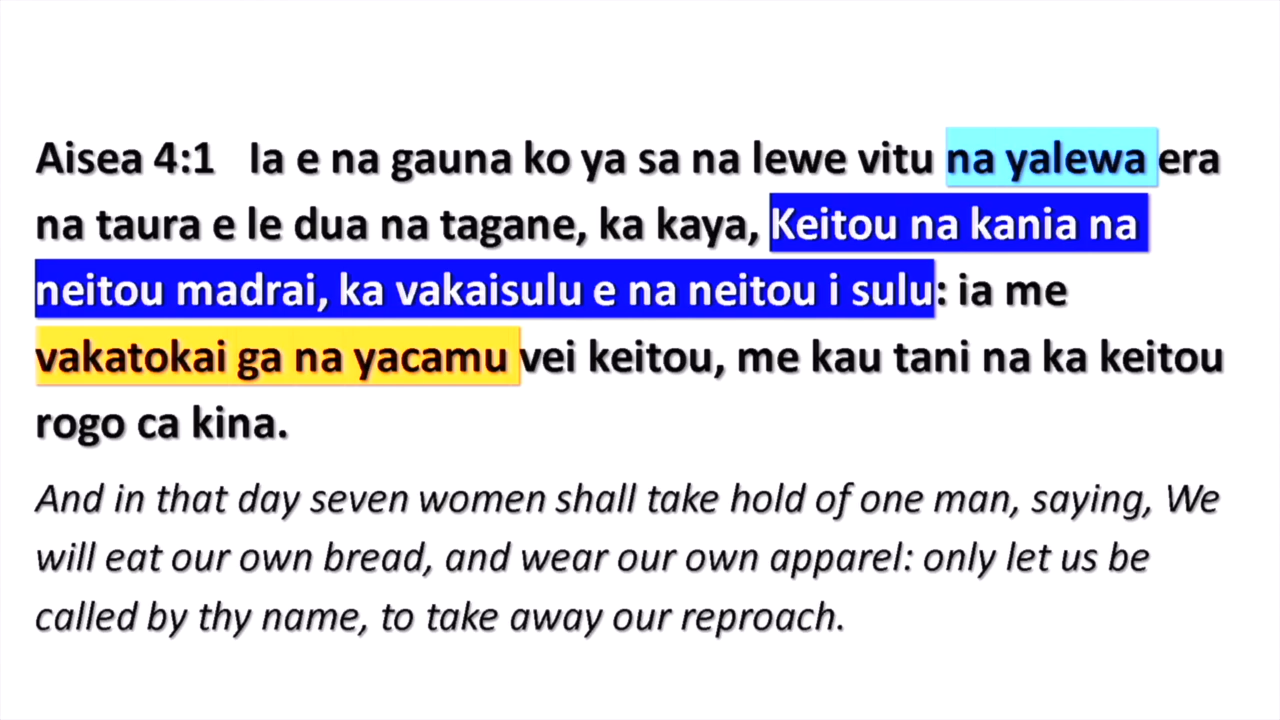 Aisea 4:1 Ia e na gauna ko ya sa na lewe vitu na yalewa era
na taura e le dua na tagane, ka kaya, Keitou na kania na
neitou madrai, ka vakaisulu e na neitou i sulu: ia me
vakatokai ga na yacamu vei keitou, me kau tani na ka keitou
rogo ca kina.
And in that day seven women shall take hold of one man, saying, We
will eat our own bread, and wear our own apparel: only let us be
called by thy name, to take away our reproach.